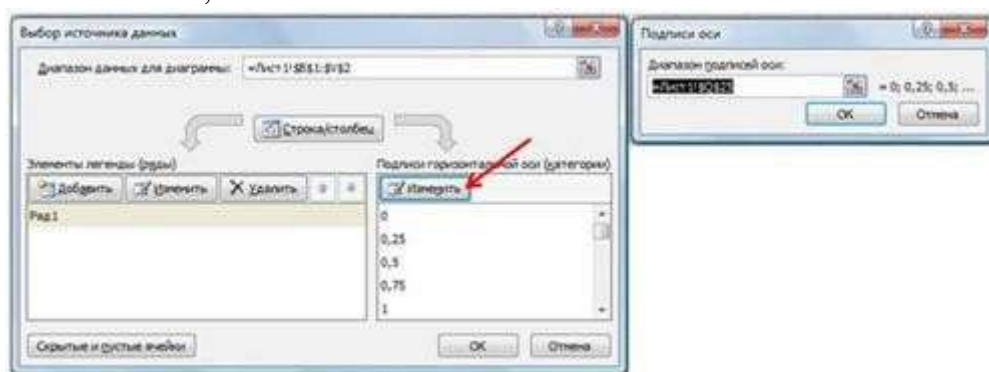 Выбор источника данных
Диапазон данных для диаграммы: =Лист1!$B$1:$V$2
Строка/столбец
Элементы легенды (ряды)
Добавить Изменить Удалить
Ряд1
Подписи горизонтальной оси (категории)
Изменить
0
0,25
0,5
0,75
1
Скрытые и пустые ячейки
ОК Отмена
Подписи оси
Диапазон подписей оси:
= 0; 0,25; 0,5; ...
ОК Отмена